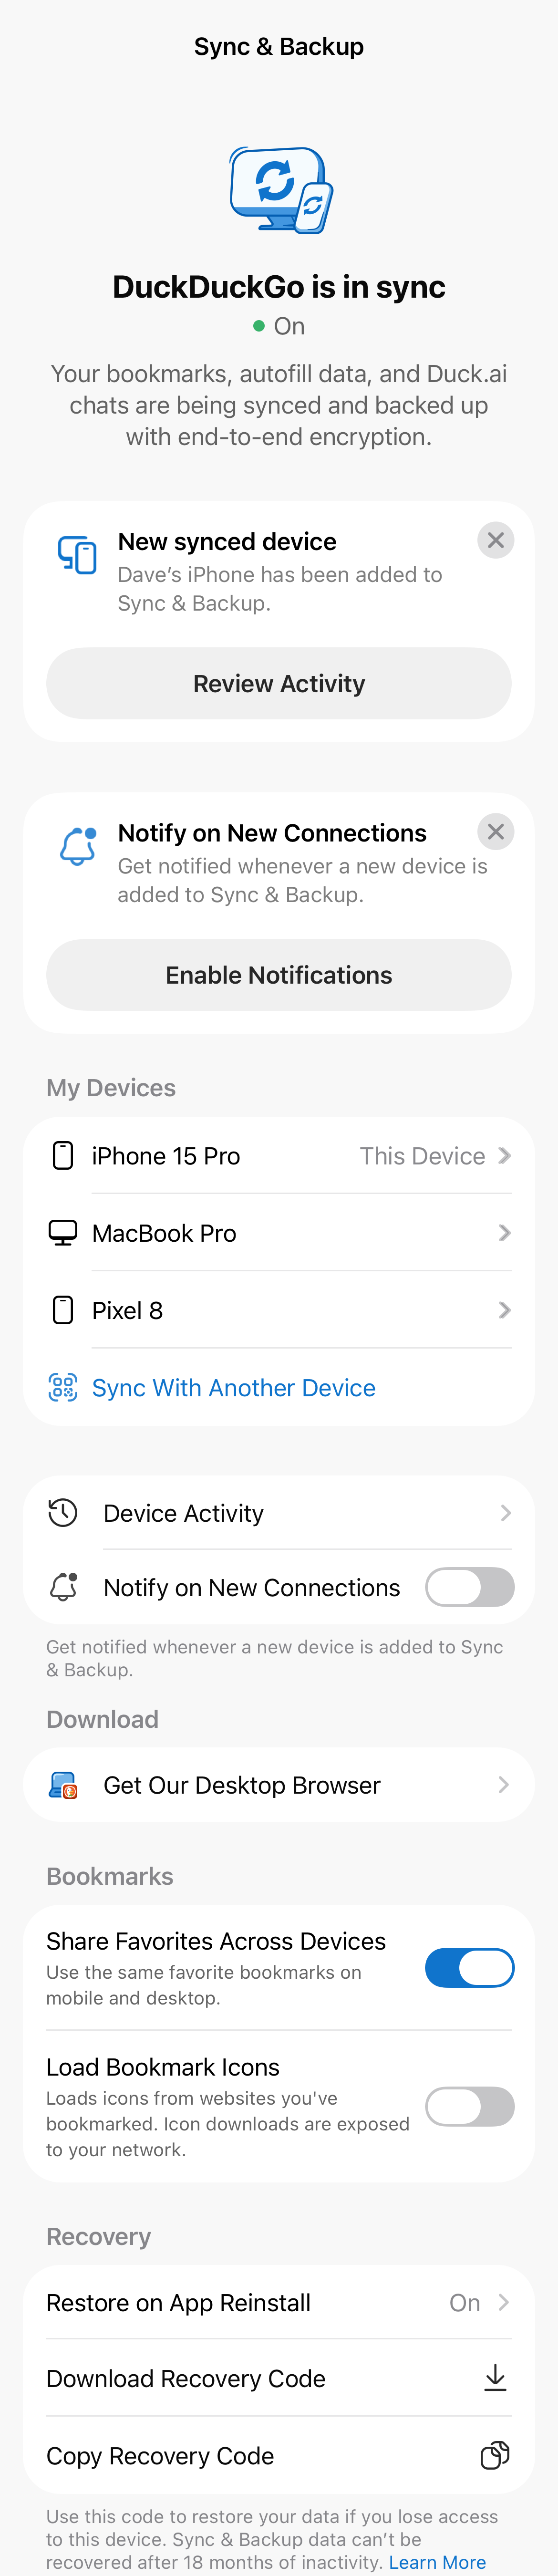 Sync & Backup
DuckDuckGo is in sync
On
Your bookmarks, autofill data, and Duck.ai
chats are being synced and backed up
with end-to-end encryption.
New synced device
Dave’s iPhone has been added to
Sync & Backup.
Review Activity
Notify on New Connections
Get notified whenever a new device is
added to Sync & Backup.
Enable Notifications
My Devices
iPhone 15 Pro This Device
MacBook Pro
Pixel 8
Sync With Another Device
Device Activity
Notify on New Connections
Get notified whenever a new device is added to Sync
& Backup.
Download
Get Our Desktop Browser
Bookmarks
Share Favorites Across Devices
Use the same favorite bookmarks on
mobile and desktop.
Load Bookmark Icons
Loads icons from websites you've
bookmarked. Icon downloads are exposed
to your network.
Recovery
Restore on App Reinstall On
Download Recovery Code
Copy Recovery Code
Use this code to restore your data if you lose access
to this device. Sync & Backup data can’t be
recovered after 18 months of inactivity. Learn More